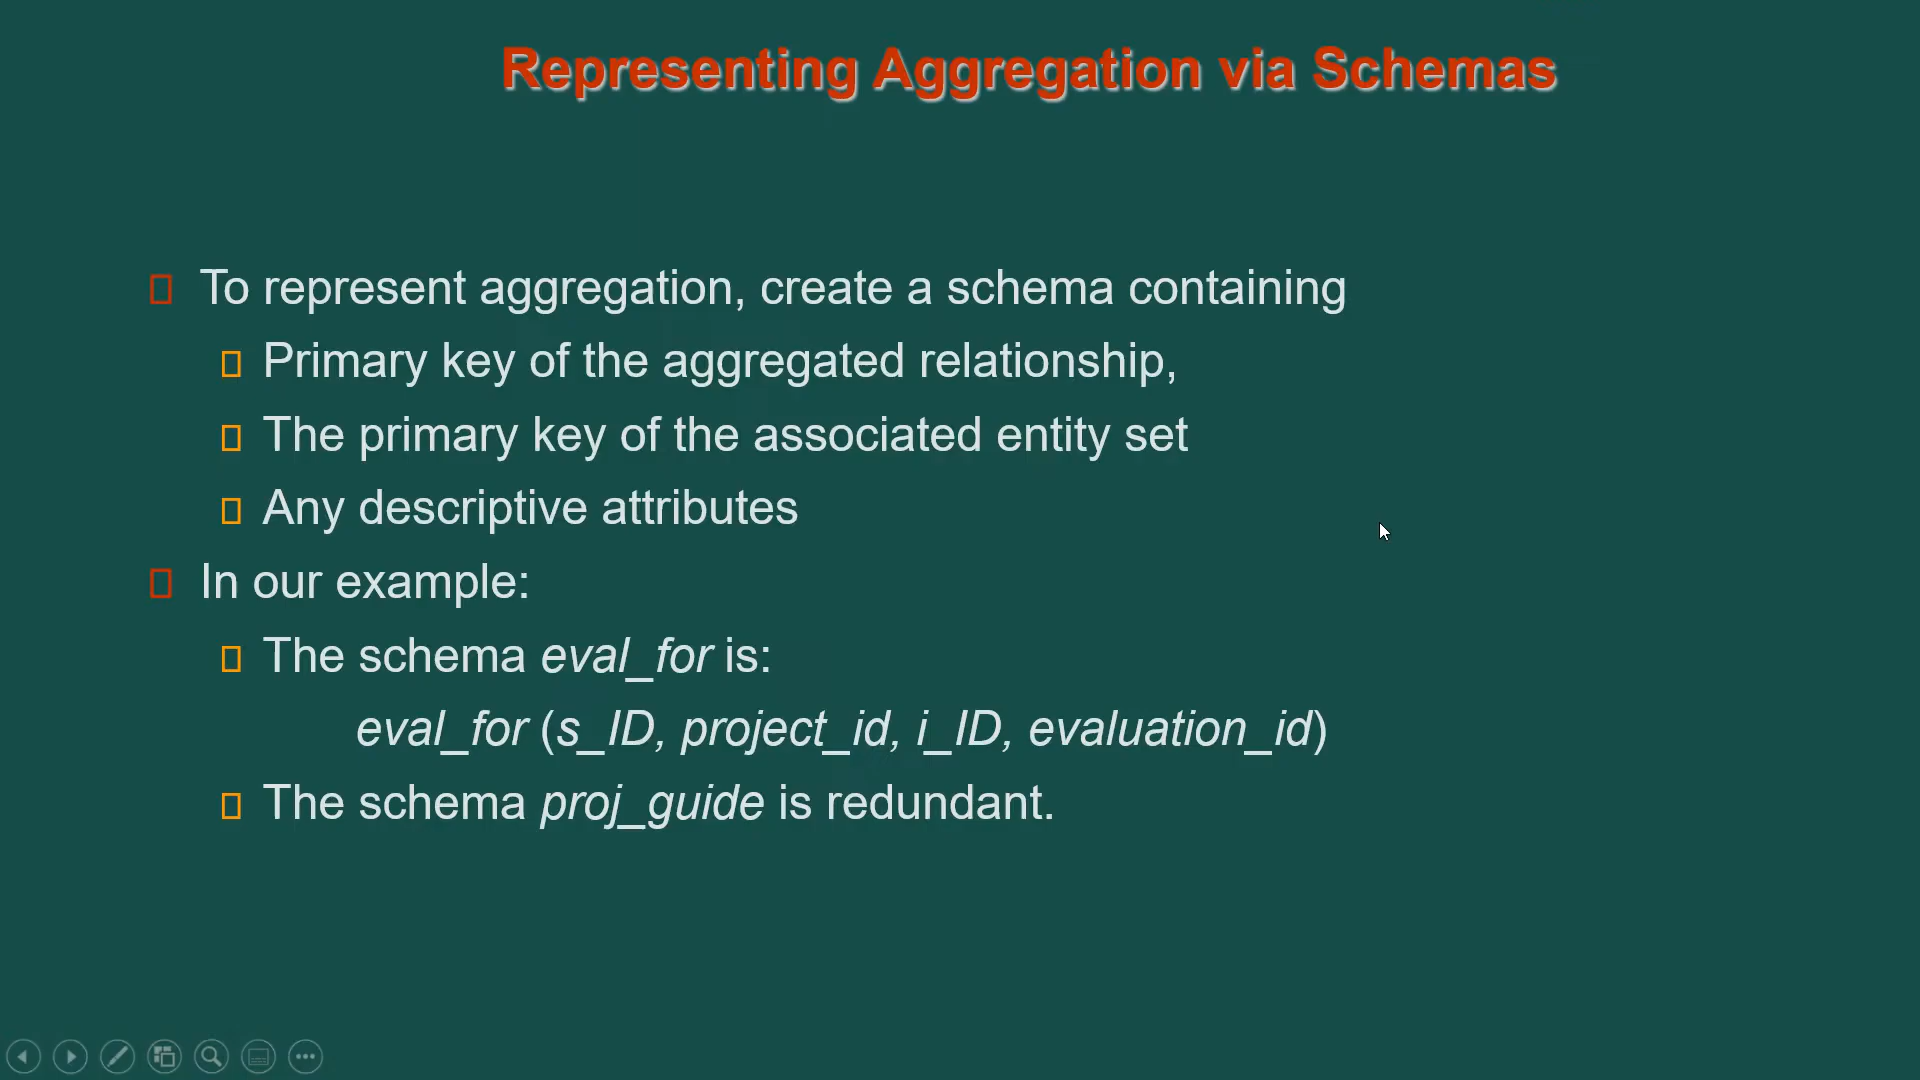 Representing Aggregation via Schemas
To represent aggregation, create a schema containing
Primary key of the aggregated relationship,
The primary key of the associated entity set
Any descriptive attributes
In our example:
The schema eval_for is:
eval_for (s_ID, project_id, i_ID, evaluation_id)
The schema proj_guide is redundant.